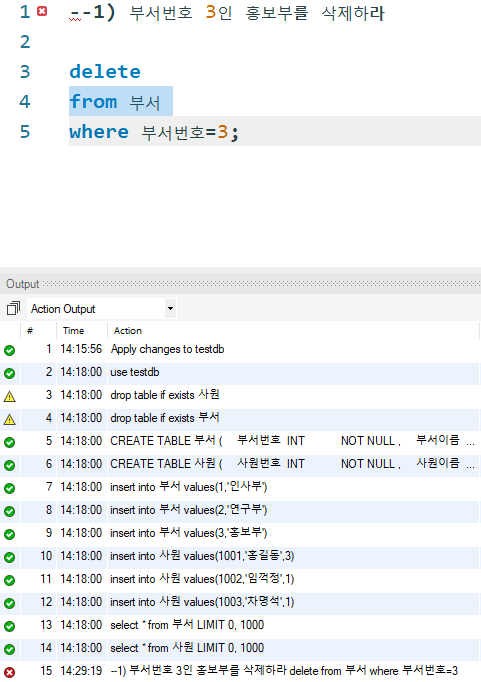 1 --1) 부서번호 3인 홍보부를 삭제하라
2
3 delete
4 from 부서
5 where 부서번호=3;
Output
Action Output
# Time Action
1 14:15:56 Apply changes to testdb
2 14:18:00 use testdb
3 14:18:00 drop table if exists 사원
4 14:18:00 drop table if exists 부서
5 14:18:00 CREATE TABLE 부서 ( 부서번호 INT NOT NULL , 부서이름 ...
6 14:18:00 CREATE TABLE 사원 ( 사원번호 INT NOT NULL , 사원이름 ...
7 14:18:00 insert into 부서 values(1,'인사부')
8 14:18:00 insert into 부서 values(2,'연구부')
9 14:18:00 insert into 부서 values(3,'홍보부')
10 14:18:00 insert into 사원 values(1001,'홍길동',3)
11 14:18:00 insert into 사원 values(1002,'임꺽정',1)
12 14:18:00 insert into 사원 values(1003,'차명석',1)
13 14:18:00 select * from 부서 LIMIT 0, 1000
14 14:18:00 select * from 사원 LIMIT 0, 1000
15 14:29:19 --1) 부서번호 3인 홍보부를 삭제하라 delete from 부서 where 부서번호=3